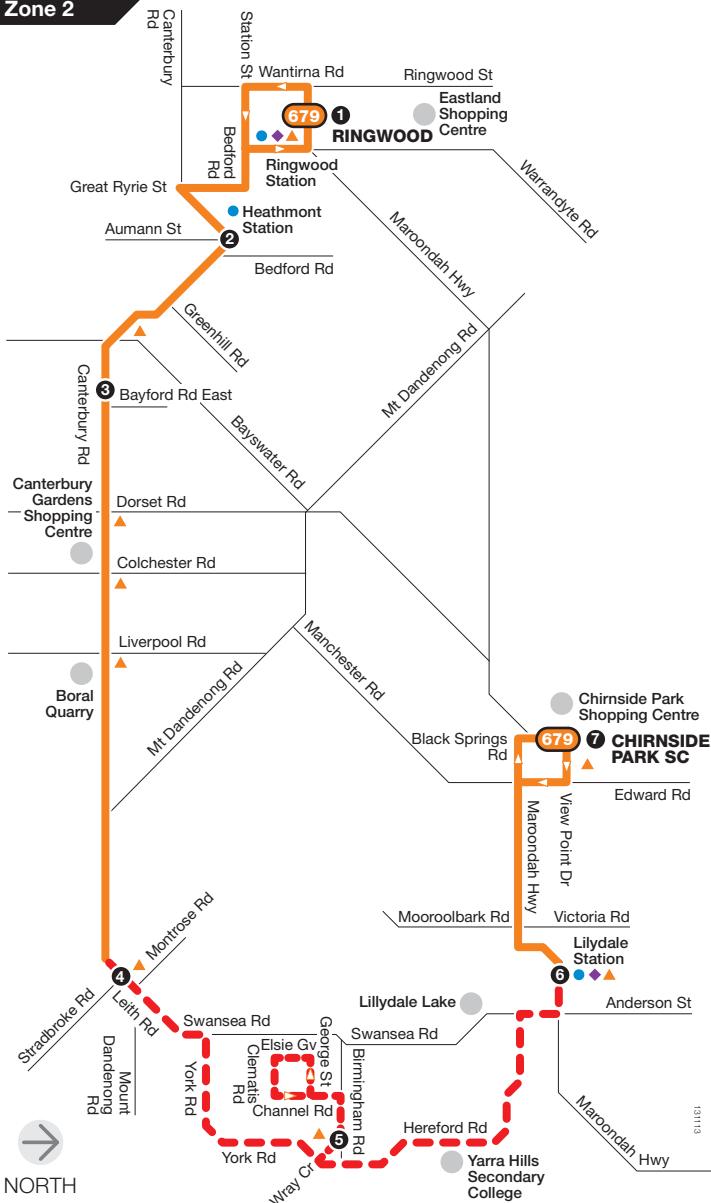 Zone 2
Canterbury
Rd
Station St
Wantirna Rd
Ringwood St
679
1
RINGWOOD
Eastland
Shopping
Centre
Bedford
Rd
Ringwood
Station
Great Ryrie St
Heathmont
Station
Aumann St
2
Bedford Rd
Warrandyte Rd
Maroondah Hwy
Greenhill Rd
Mt Dandenong Rd
3
Bayford Rd East
Canterbury Rd
Bayswater Rd
Canterbury
Gardens
Shopping
Centre
Dorset Rd
Colchester Rd
Liverpool Rd
Boral
Quarry
Mt Dandenong Rd
Manchester Rd
Chirnside Park
Shopping Centre
Black Springs
Rd
679
7
CHIRNSIDE
PARK SC
Edward Rd
View Point Dr
Maroondah Hwy
Mooroolbark Rd
Victoria Rd
Lilydale
Station
6
Montrose Rd
4
Stradbroke Rd
Leith Rd
Mount
Dandenong
Rd
Swansea Rd
Lillydale Lake
Anderson St
Swansea Rd
York Rd
Elsie Gv
George St
Clematis
Rd
Channel Rd
Birmingham Rd
5
York Rd
Wray Cr
Hereford Rd
Yarra Hills
Secondary
College
Maroondah Hwy
131113
NORTH